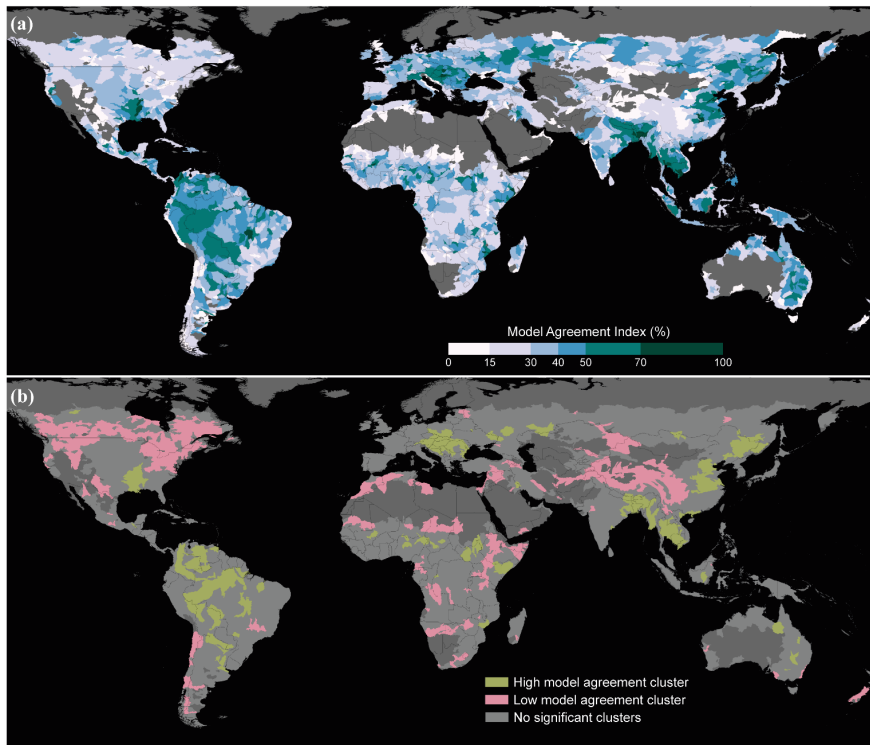 (a)
Model Agreement Index (%)
0 15 30 40 50 70 100
(b)
High model agreement cluster
Low model agreement cluster
No significant clusters